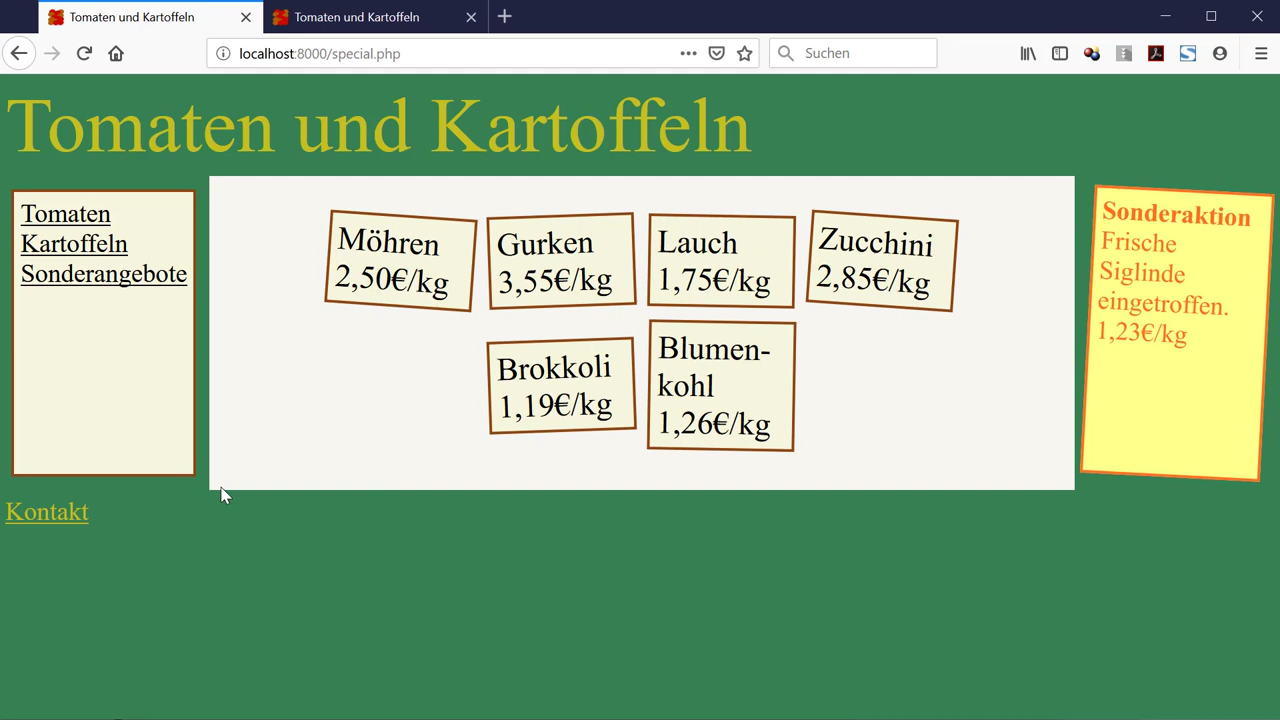 Tomaten und Kartoffeln
Tomaten und Kartoffeln
localhost:8000/special.php
Suchen
Tomaten und Kartoffeln
Tomaten
Kartoffeln
Sonderangebote
Möhren
2,50€/kg
Gurken
3,55€/kg
Lauch
1,75€/kg
Zucchini
2,85€/kg
Brokkoli
1,19€/kg
Blumen-
kohl
1,26€/kg
Sonderaktion
Frische
Siglinde
eingetroffen.
1,23€/kg
Kontakt